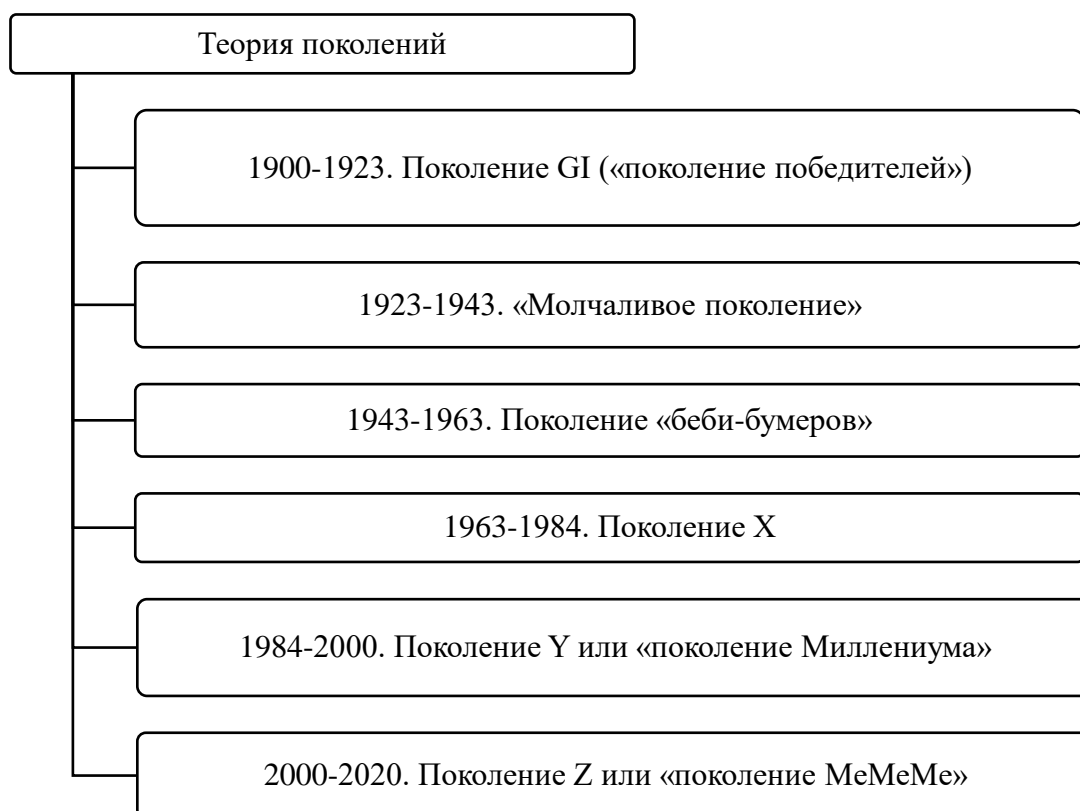 Теория поколений
1900-1923. Поколение GI («поколение победителей»)
1923-1943. «Молчаливое поколение»
1943-1963. Поколение «беби-бумеров»
1963-1984. Поколение X
1984-2000. Поколение Y или «поколение Миллениума»
2000-2020. Поколение Z или «поколение MeMeMe»